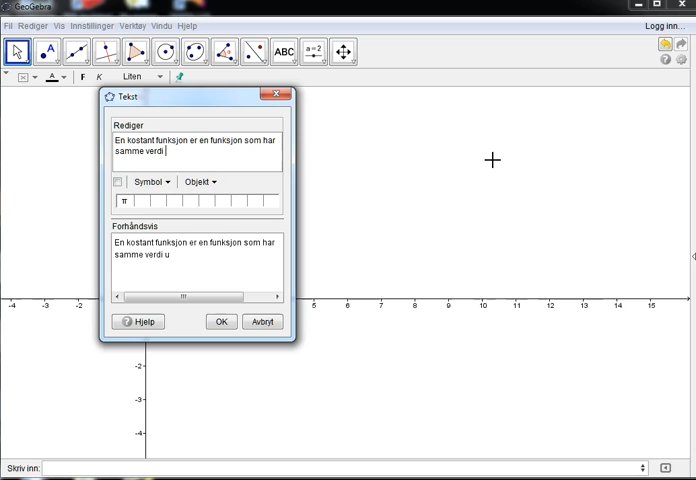 GeoGebra
Fil Rediger Vis Innstillinger Verktøy Vindu Hjelp Logg inn...
ABC a=2
A F K Liten
Tekst
Rediger
En kostant funksjon er en funksjon som har
samme verdi
Symbol Objekt
π
Forhåndsvis
En kostant funksjon er en funksjon som har
samme verdi u
Hjelp OK Avbryt
-4 -3 -2 5 6 7 8 9 10 11 12 13 14 15
-2
-3
-4
Skriv inn: